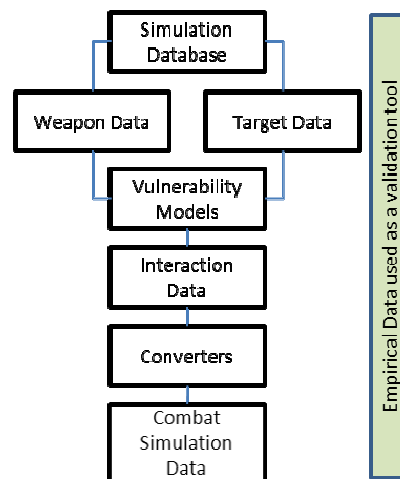 Simulation
Database
Weapon Data
Target Data
Vulnerability
Models
Interaction
Data
Converters
Combat
Simulation
Data
Empirical Data used as a validation tool